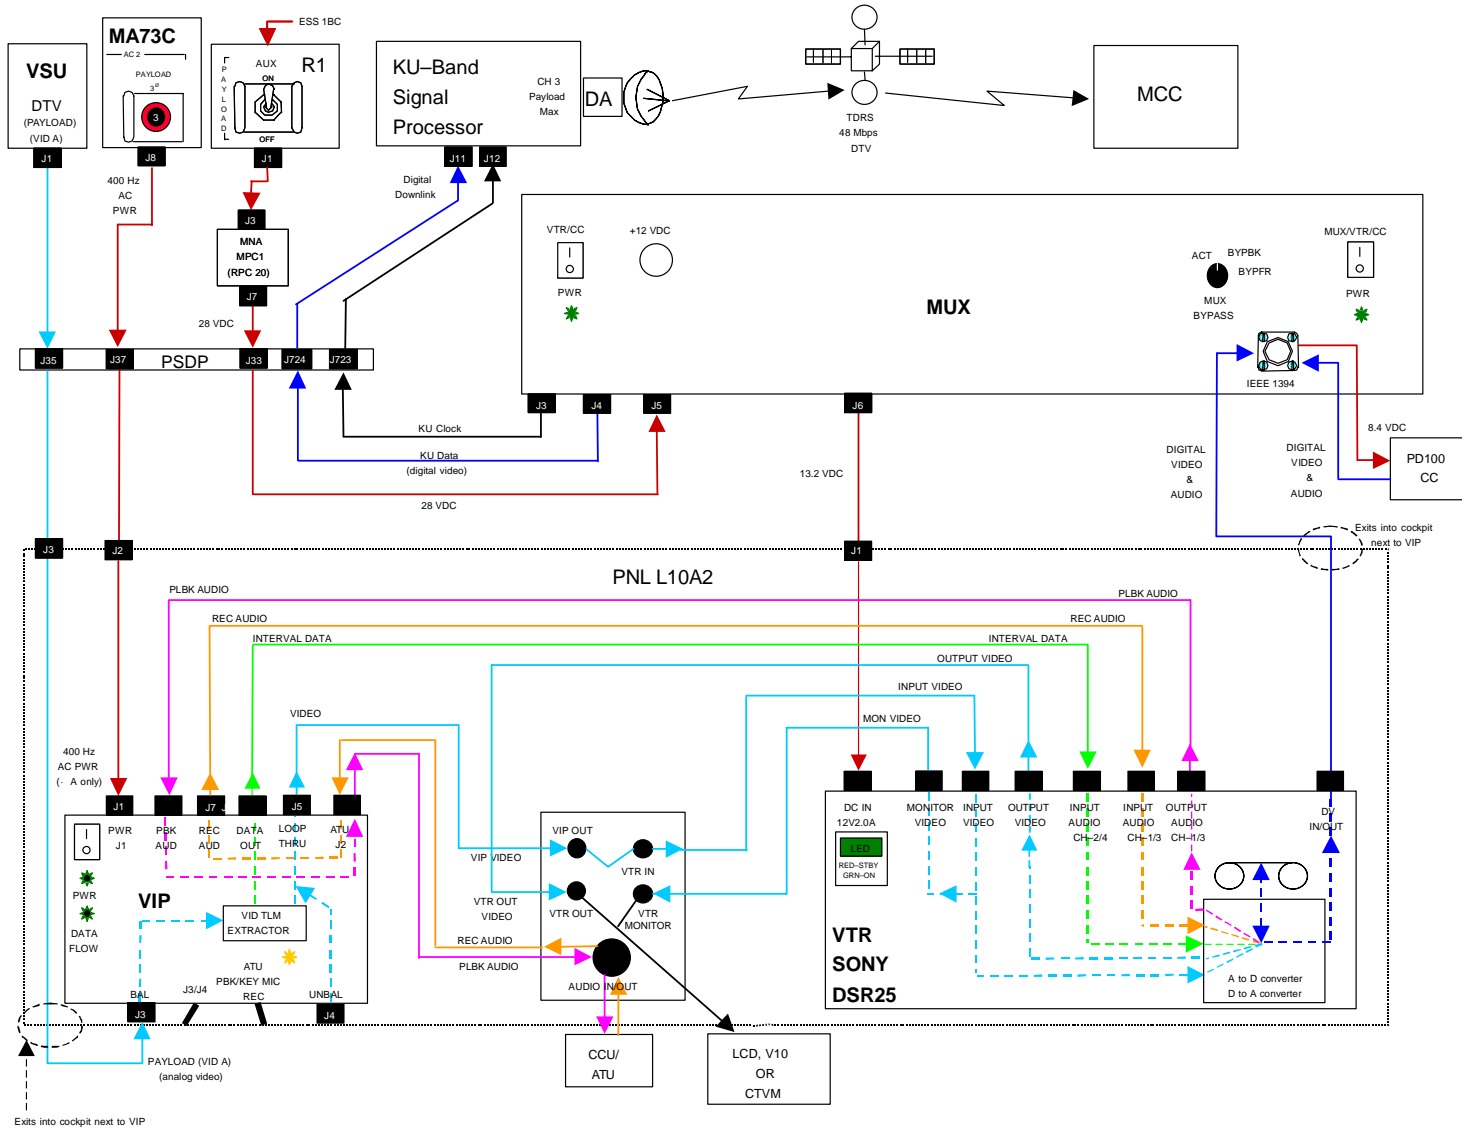 ESS 1BC
MA73C
AC 2
PAYLOAD
3ø
3
J8
VSU
DTV
(PAYLOAD)
(VID A)
J1
R1
PAYLOAD
AUX
ON
OFF
J1
KU–Band
Signal
Processor
CH 3
Payload
Max
DA
J11
J12
TDRS
48 Mbps
DTV
MCC
400 Hz
AC
PWR
Digital
Downlink
J3
MNA
MPC1
(RPC 20)
J7
28 VDC
J35
J37
PSDP
J33
J724
J723
VTR/CC
PWR
+12 VDC
MUX
ACT
BYPBK
BYPFR
MUX
BYPASS
MUX/VTR/CC
PWR
IEEE 1394
J3
J4
J5
J6
KU Clock
KU Data
(digital video)
28 VDC
13.2 VDC
DIGITAL
VIDEO
&
AUDIO
DIGITAL
VIDEO
&
AUDIO
8.4 VDC
PD100
CC
Exits into cockpit
next to VIP
J3
J2
J1
PNL L10A2
PLBK AUDIO
PLBK AUDIO
REC AUDIO
REC AUDIO
INTERVAL DATA
INTERVAL DATA
OUTPUT VIDEO
INPUT VIDEO
MON VIDEO
VIDEO
400 Hz
AC PWR
A only)
J1
J7
J5
PWR
J1
PBK
AUD
REC
AUD
DATA
OUT
LOOP
THRU
ATU
J2
PWR
DATA
FLOW
VIP
VID TLM
EXTRACTOR
ATU
PBK/KEY MIC
REC
J3/J4
BAL
J3
UNBAL
J4
PAYLOAD (VID A)
(analog video)
Exits into cockpit next to VIP
VIP VIDEO
VTR OUT
VIDEO
REC AUDIO
PLBK AUDIO
VIP OUT
VTR IN
VTR OUT
VTR
MONITOR
AUDIO IN/OUT
CCU/
ATU
LCD, V10
OR
CTVM
DC IN
12V2.0A
LED
RED–STBY
GRN–ON
MONITOR
VIDEO
INPUT
VIDEO
OUTPUT
VIDEO
INPUT
AUDIO
CH–2/4
INPUT
AUDIO
CH–1/3
OUTPUT
AUDIO
CH–1/3
DV
IN/OUT
VTR
SONY
DSR25
A to D converter
D to A converter